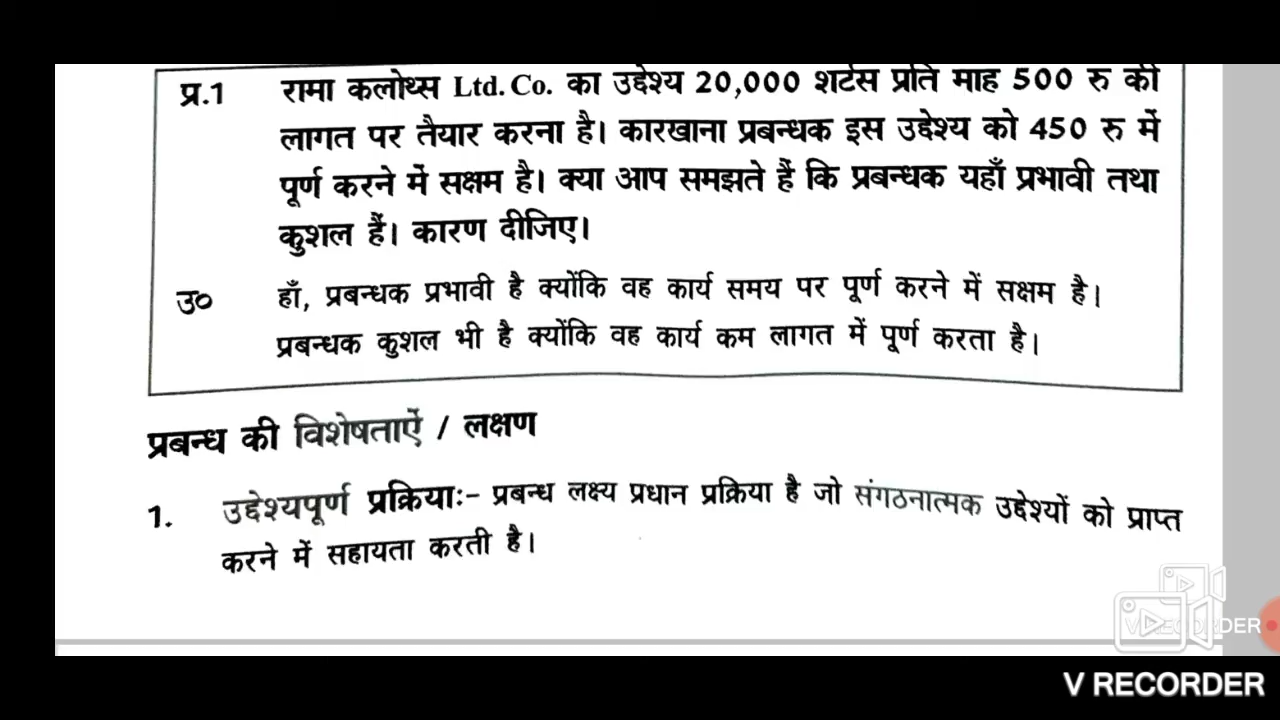 प्र.1 रामा कलोथ्स Ltd. Co. का उद्देश्य 20,000 शर्टस प्रति माह 500 रु की
लागत पर तैयार करना है। कारखाना प्रबन्धक इस उद्देश्य को 450 रु में
पूर्ण करने में सक्षम है। क्या आप समझते हैं कि प्रबन्धक यहाँ प्रभावी तथा
कुशल हैं। कारण दीजिए।
उ० हाँ, प्रबन्धक प्रभावी है क्योंकि वह कार्य समय पर पूर्ण करने में सक्षम है।
प्रबन्धक कुशल भी है क्योंकि वह कार्य कम लागत में पूर्ण करता है।
प्रबन्ध की विशेषताऐं / लक्षण
1. उद्देश्यपूर्ण प्रक्रियाः- प्रबन्ध लक्ष्य प्रधान प्रक्रिया है जो संगठनात्मक उद्देश्यों को प्राप्त
करने में सहायता करती है।
V RECORDER
V RECORDER